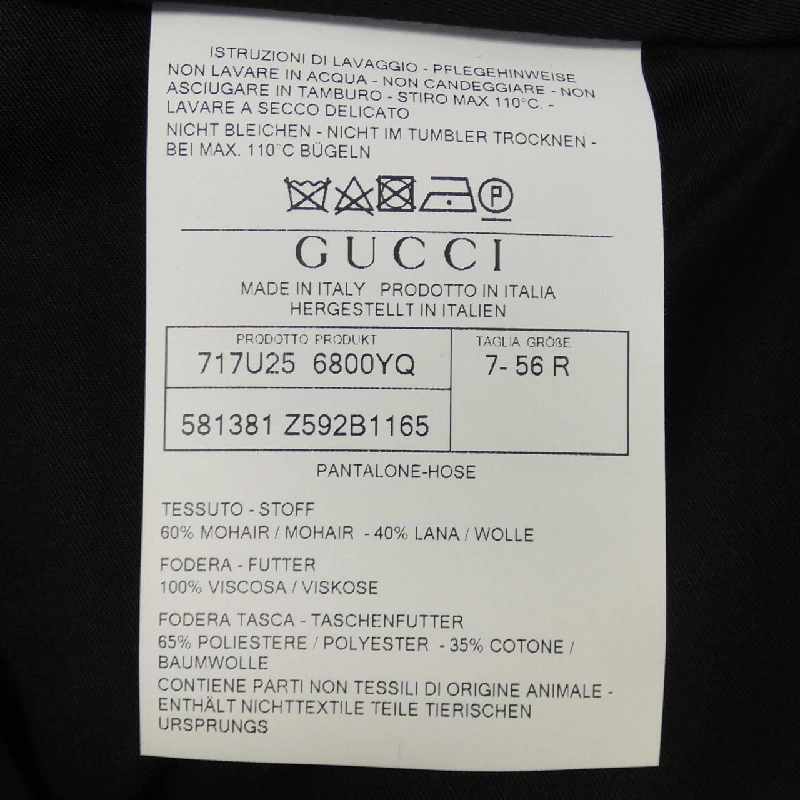 ISTRUZIONI DI LAVAGGIO - PFLEGEHINWEISE
NON LAVARE IN ACQUA - NON CANDEGGIARE - NON
ASCIUGARE IN TAMBURO - STIRO MAX 110°C. -
LAVARE A SECCO DELICATO
NICHT BLEICHEN - NICHT IM TUMBLER TROCKNEN -
BEI MAX. 110°C BÜGELN
P
GUCCI
MADE IN ITALY PRODOTTO IN ITALIA
HERGESTELLT IN ITALIEN
PRODOTTO PRODUKT
717U25 6800YQ
581381 Z592B1165
TAGLIA GRÖßE
7- 56 R
PANTALONE-HOSE
TESSUTO - STOFF
60% MOHAIR / MOHAIR - 40% LANA / WOLLE
FODERA - FUTTER
100% VISCOSA / VISKOSE
FODERA TASCA - TASCHENFUTTER
65% POLIESTERE / POLYESTER - 35% COTONE /
BAUMWOLLE
CONTIENE PARTI NON TESSILI DI ORIGINE ANIMALE -
ENTHÄLT NICHTTEXTILE TEILE TIERISCHEN
URSPRUNGS